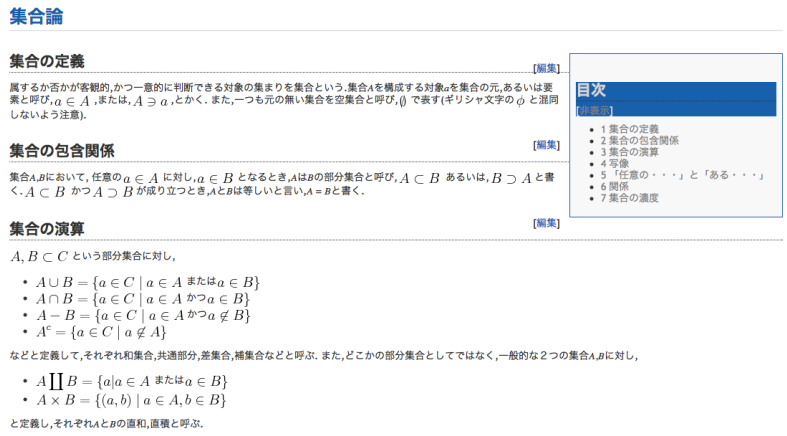 集合論
集合の定義
[編集]
属するか否かが客観的,かつ一意的に判断できる対象の集まりを集合という.集合Aを構成する対象aを集合の元,あるいは要
素と呼び, a ∈ A ,または, A ∋ a ,とかく. また,一つも元の無い集合を空集合と呼び, ∅ で表す(ギリシャ文字の ϕ と混同
しないよう注意).
集合の包含関係
[編集]
集合A,Bにおいて, 任意の a ∈ A に対し, a ∈ B となるとき,AはBの部分集合と呼び, A ⊂ B あるいは, B ⊃ A と書
く. A ⊂ B かつ A ⊃ B が成り立つとき,AとBは等しいと言い,A = Bと書く.
集合の演算
[編集]
A, B ⊂ C という部分集合に対し,
• A ∪ B = {a ∈ C | a ∈ A または a ∈ B}
• A ∩ B = {a ∈ C | a ∈ A かつ a ∈ B}
• A − B = {a ∈ C | a ∈ A かつ a ∉ B}
• Aᶜ = {a ∈ C | a ∉ A}
などと定義して,それぞれ和集合,共通部分,差集合,補集合などと呼ぶ. また,どこかの部分集合としてではなく,一般的な２つの集合A,Bに対し,
• A ∐ B = {a|a ∈ A または a ∈ B}
• A × B = {(a, b) | a ∈ A, b ∈ B}
と定義し,それぞれAとBの直和,直積と呼ぶ.
目次
[非表示]
• 1 集合の定義
• 2 集合の包含関係
• 3 集合の演算
• 4 写像
• 5 「任意の・・・」と「ある・・・」
• 6 関係
• 7 集合の濃度